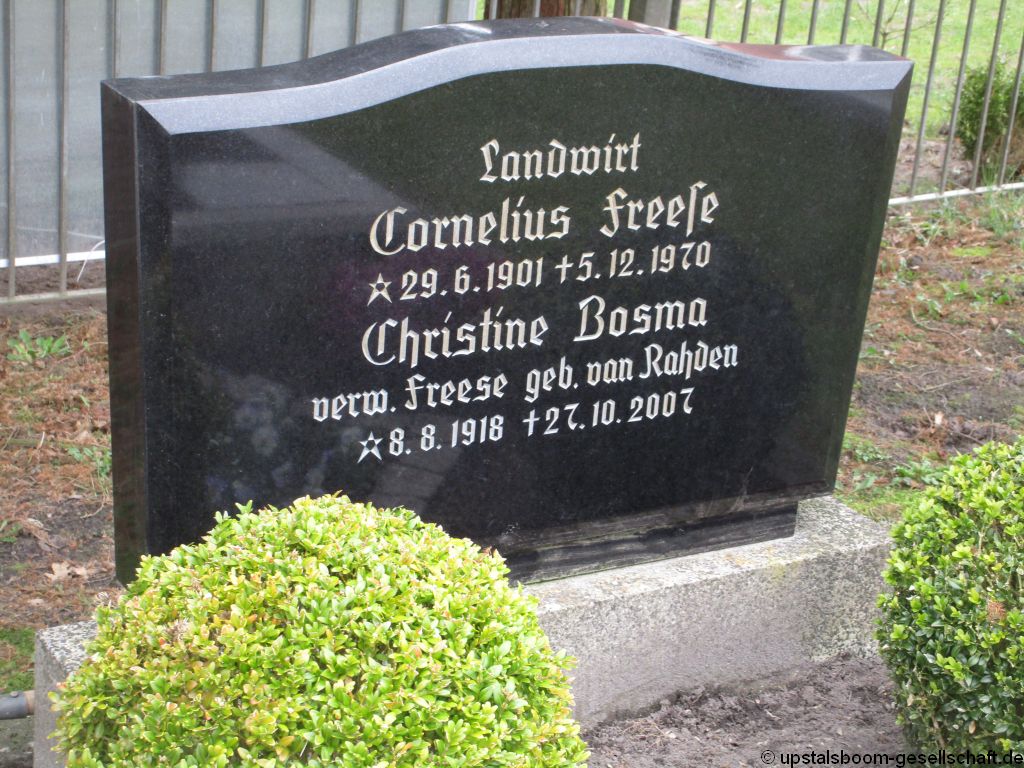 Landwirt
Cornelius Freese
☆ 29.6.1901 † 5.12.1970
Christine Bosma
verw. Freese geb. van Rahden
☆ 8.8.1918 † 27.10.2007
© upstalsboom-gesellschaft.de